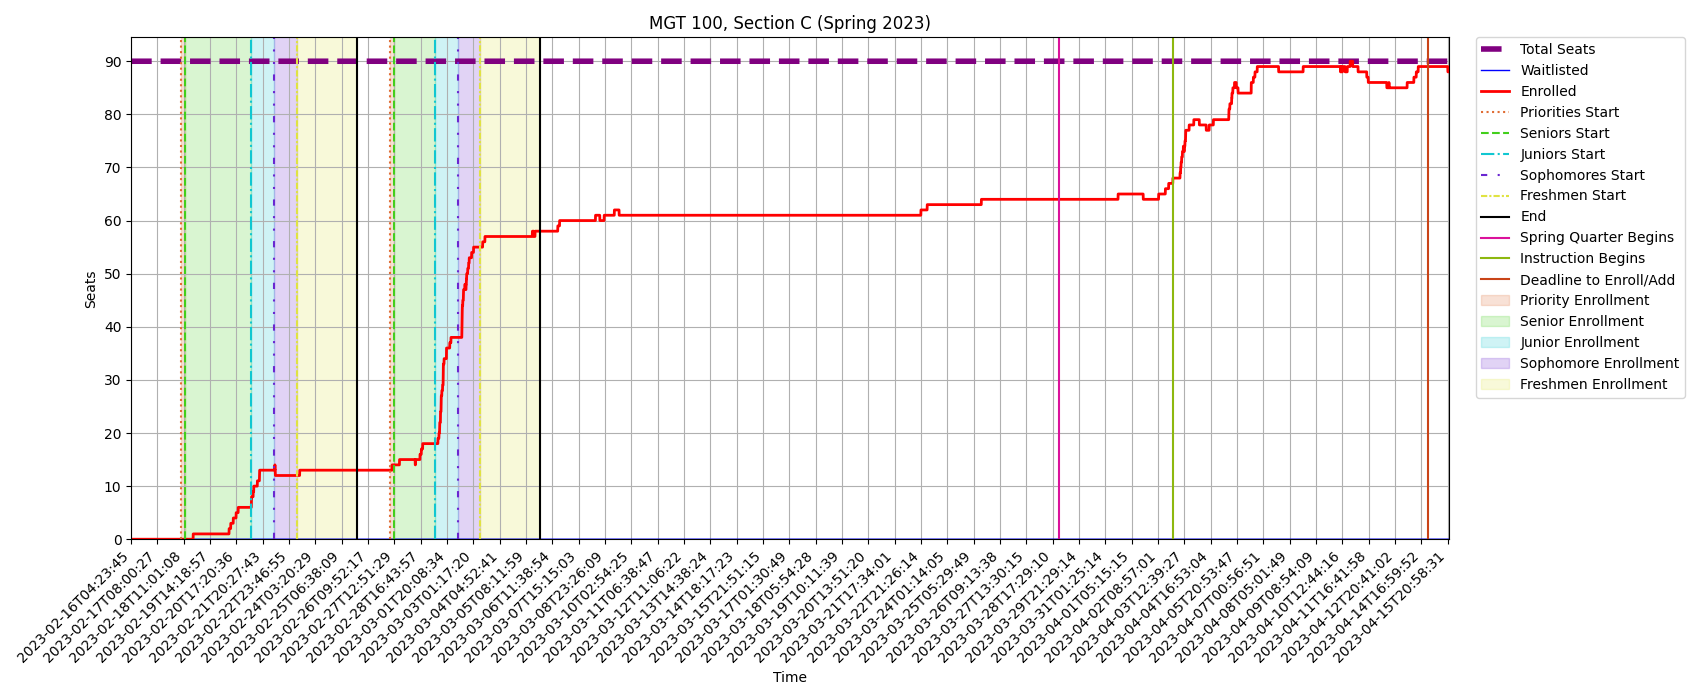 MGT 100, Section C (Spring 2023)
Seats
90
80
70
60
50
40
30
20
10
0
2023-02-16T04:23:45
2023-02-17T08:00:27
2023-02-18T11:01:08
2023-02-19T14:18:57
2023-02-20T17:20:36
2023-02-21T20:27:43
2023-02-22T23:46:55
2023-02-24T03:20:29
2023-02-25T06:38:09
2023-02-26T09:52:17
2023-02-27T12:51:29
2023-02-28T16:43:57
2023-03-01T20:08:34
2023-03-03T01:17:20
2023-03-04T04:52:41
2023-03-05T08:11:59
2023-03-06T11:38:54
2023-03-07T15:15:03
2023-03-08T23:26:09
2023-03-10T02:54:25
2023-03-11T06:38:47
2023-03-12T11:06:22
2023-03-13T14:38:24
2023-03-14T18:17:23
2023-03-15T21:51:15
2023-03-17T01:30:49
2023-03-18T05:54:28
2023-03-19T10:11:39
2023-03-20T13:51:20
2023-03-21T17:34:01
2023-03-22T21:26:14
2023-03-24T01:14:05
2023-03-25T05:29:49
2023-03-26T09:13:38
2023-03-27T13:30:15
2023-03-28T17:29:10
2023-03-29T21:29:14
2023-03-31T01:25:14
2023-04-01T05:15:15
2023-04-02T08:57:01
2023-04-03T12:39:27
2023-04-04T16:53:04
2023-04-05T20:53:47
2023-04-07T00:56:51
2023-04-08T05:01:49
2023-04-09T08:54:09
2023-04-10T12:44:16
2023-04-11T16:41:58
2023-04-12T20:41:02
2023-04-14T16:59:52
2023-04-15T20:58:31
Time
Total Seats
Waitlisted
Enrolled
Priorities Start
Seniors Start
Juniors Start
Sophomores Start
Freshmen Start
End
Spring Quarter Begins
Instruction Begins
Deadline to Enroll/Add
Priority Enrollment
Senior Enrollment
Junior Enrollment
Sophomore Enrollment
Freshmen Enrollment